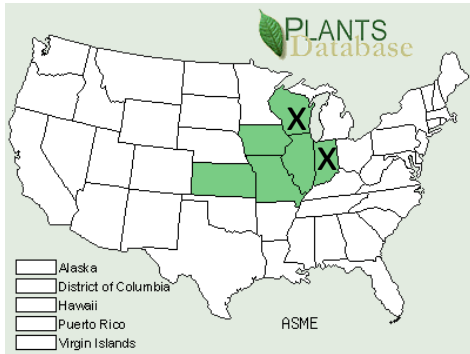 PLANTS
Database
X
X
Alaska
District of Columbia
Hawaii
Puerto Rico
Virgin Islands
ASME